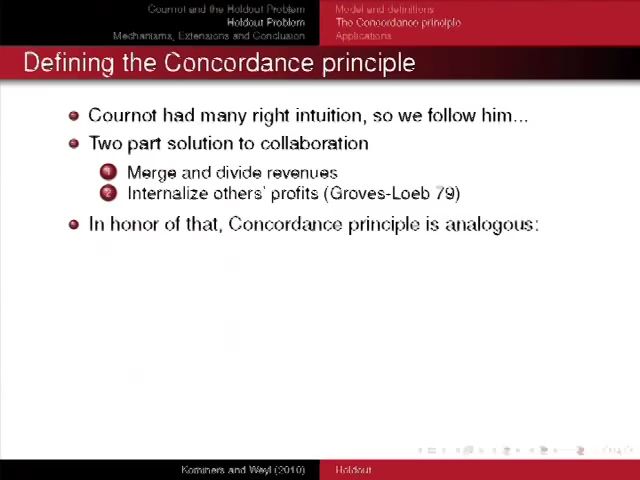 Cournot and the Holdout Problem
Holdout Problem
Mechanisms, Extensions and Conclusion
Model and definitions
The Concordance principle
Applications
Defining the Concordance principle
Cournot had many right intuition, so we follow him...
Two part solution to collaboration
1 Merge and divide revenues
2 Internalize others' profits (Groves-Loeb 79)
In honor of that, Concordance principle is analogous:
Kominers and Weyl (2010)
Holdout